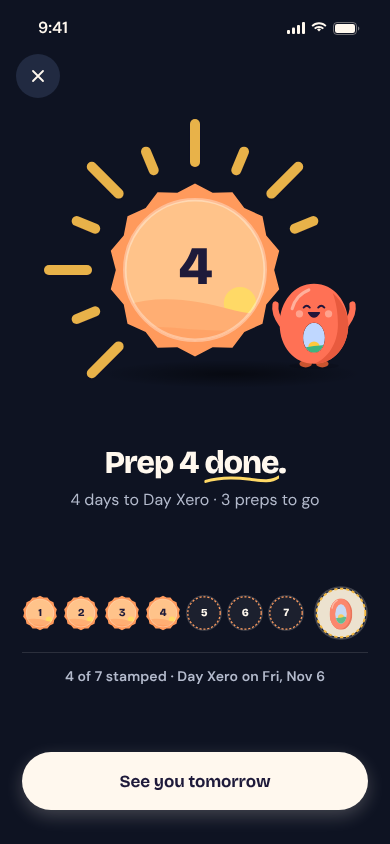 9:41
4
Prep 4 done.
4 days to Day Xero · 3 preps to go
1 2 3 4 5 6 7
4 of 7 stamped · Day Xero on Fri, Nov 6
See you tomorrow